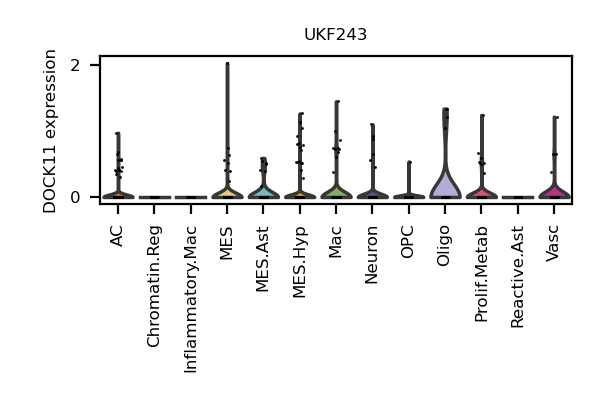 UKF243
DOCK11 expression
2
0
AC
Chromatin.Reg
Inflammatory.Mac
MES
MES.Ast
MES.Hyp
Mac
Neuron
OPC
Oligo
Prolif.Metab
Reactive.Ast
Vasc